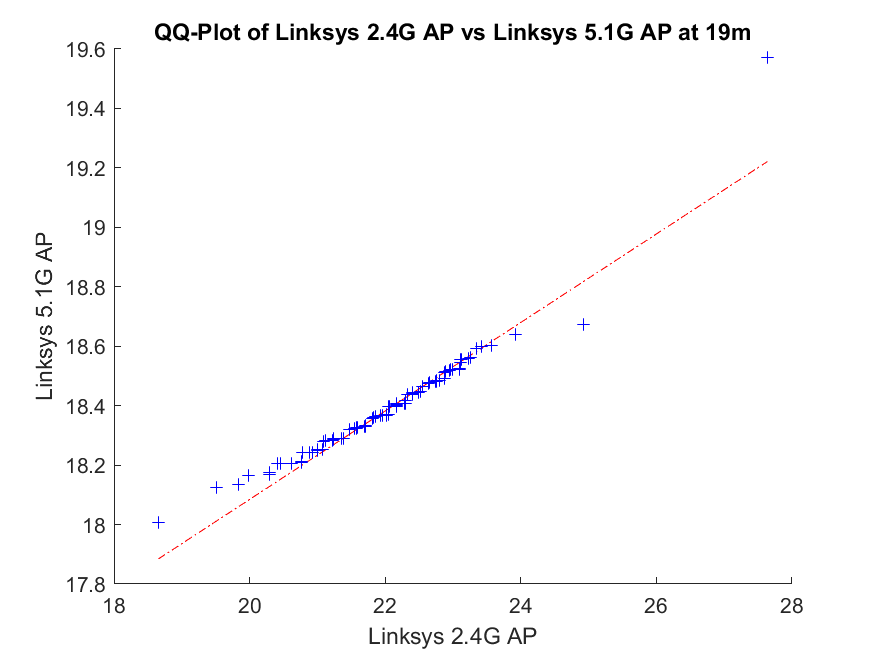 QQ-Plot of Linksys 2.4G AP vs Linksys 5.1G AP at 19m
19.6
19.4
19.2
19
18.8
18.6
18.4
18.2
18
17.8
Linksys 5.1G AP
18 20 22 24 26 28
Linksys 2.4G AP